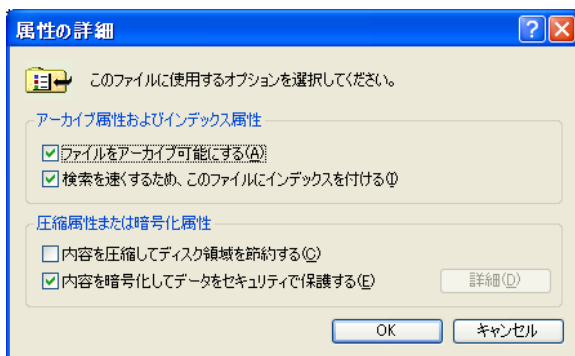 属性の詳細
このファイルに使用するオプションを選択してください。
アーカイブ属性およびインデックス属性
ファイルをアーカイブ可能にする(A)
検索を速くするため、このファイルにインデックスを付ける(I)
圧縮属性または暗号化属性
内容を圧縮してディスク領域を節約する(C)
内容を暗号化してデータをセキュリティで保護する(E)
詳細(D)
OK キャンセル